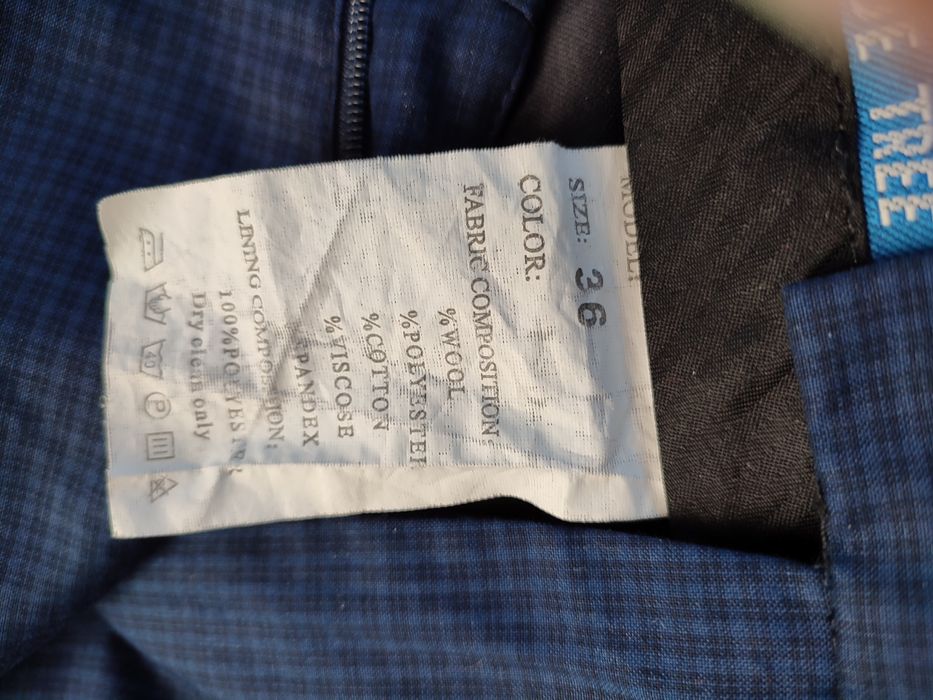 MODEL:
SIZE: 36
COLOR:
FABRIC COMPOSITION:
%WOOL
%POLYESTER
%COTTON
%VISCOSE
SPANDEX
LINING COMPOSITION:
100%POLYESTER
Dry clean only
40
P
TREE